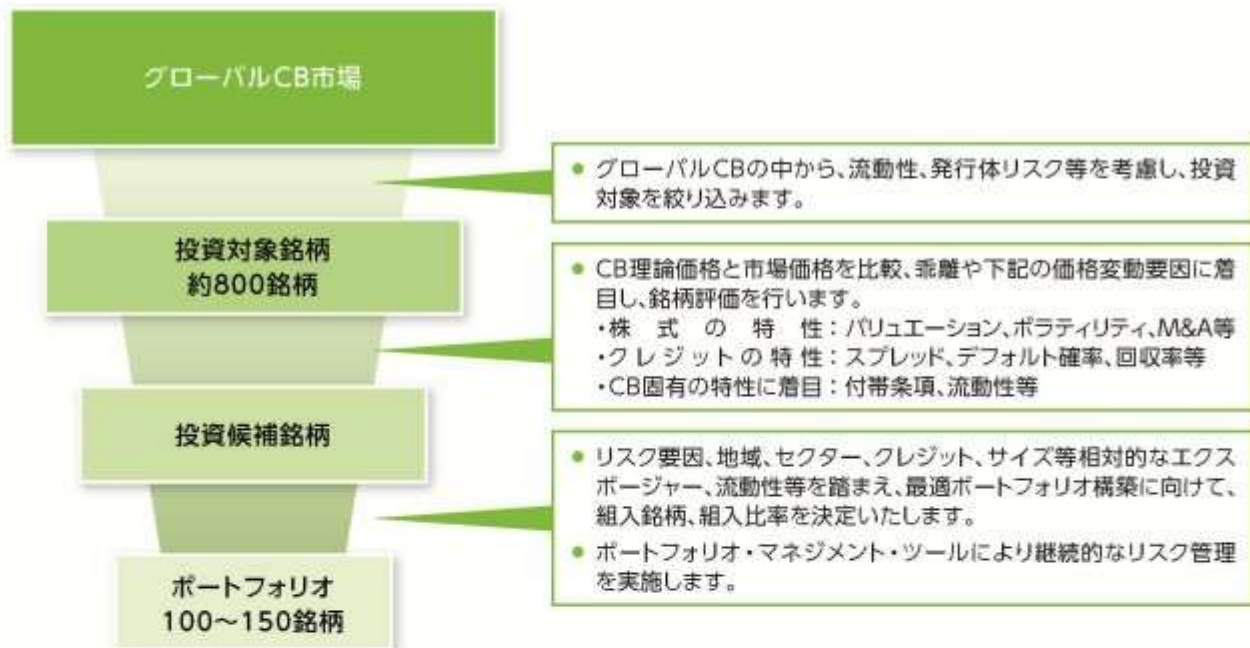 グローバルCB市場
● グローバルCBの中から、流動性、発行体リスク等を考慮し、投資
対象を絞り込みます。
投資対象銘柄
約800銘柄
● CB理論価格と市場価格を比較、乖離や下記の価格変動要因に着
目し、銘柄評価を行います。
・株式の特性：バリュエーション、ボラティリティ、M&A等
・クレジットの特性：スプレッド、デフォルト確率、回収率等
・CB固有の特性に着目：付帯条項、流動性等
投資候補銘柄
● リスク要因、地域、セクター、クレジット、サイズ等相対的なエクス
ポージャー、流動性等を踏まえ、最適ポートフォリオ構築に向けて、
組入銘柄、組入比率を決定いたします。
● ポートフォリオ・マネジメント・ツールにより継続的なリスク管理
を実施します。
ポートフォリオ
100～150銘柄